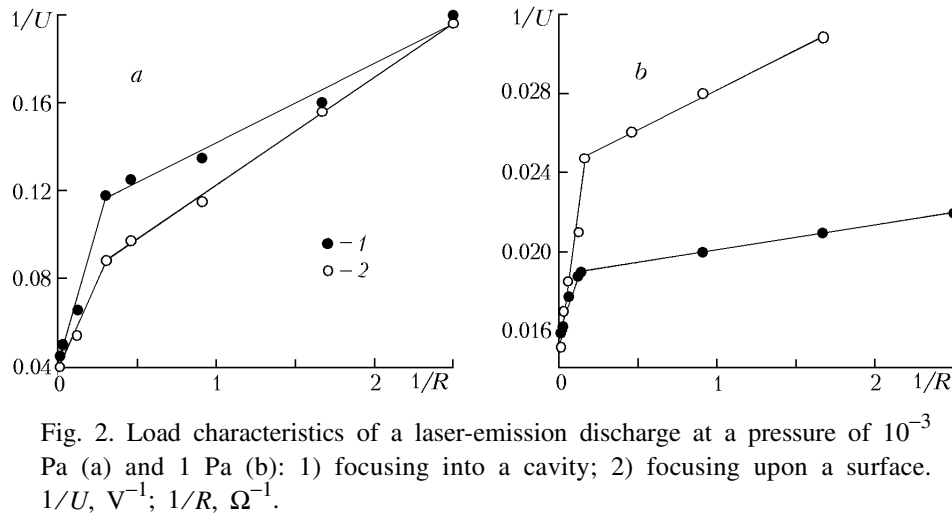 1/U
a
0.16
0.12
0.08
0.04
0
1
2
1/R
– 1
– 2
1/U
b
0.028
0.024
0.020
0.016
0
1
2
1/R
Fig. 2. Load characteristics of a laser-emission discharge at a pressure of 10⁻³
Pa (a) and 1 Pa (b): 1) focusing into a cavity; 2) focusing upon a surface.
1/U, V⁻¹; 1/R, Ω⁻¹.